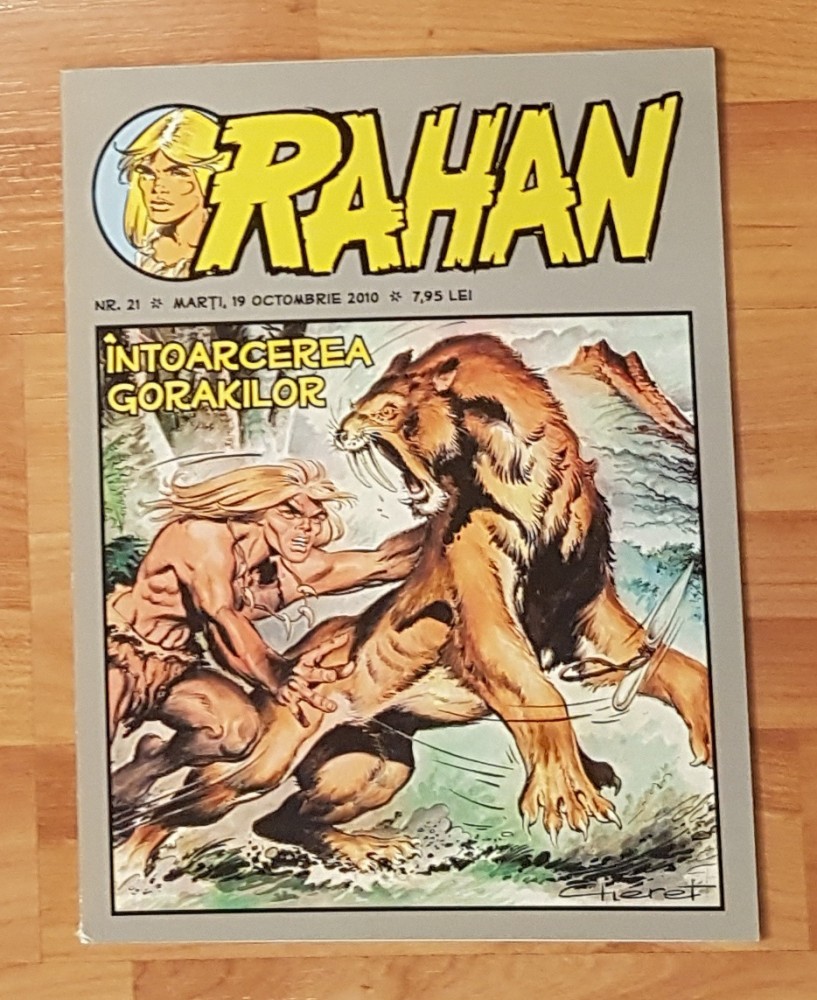 RAHAN
NR. 21 * MARȚI, 19 OCTOMBRIE 2010 * 7,95 LEI
ÎNTOARCEREA
GORAKILOR
Chéret